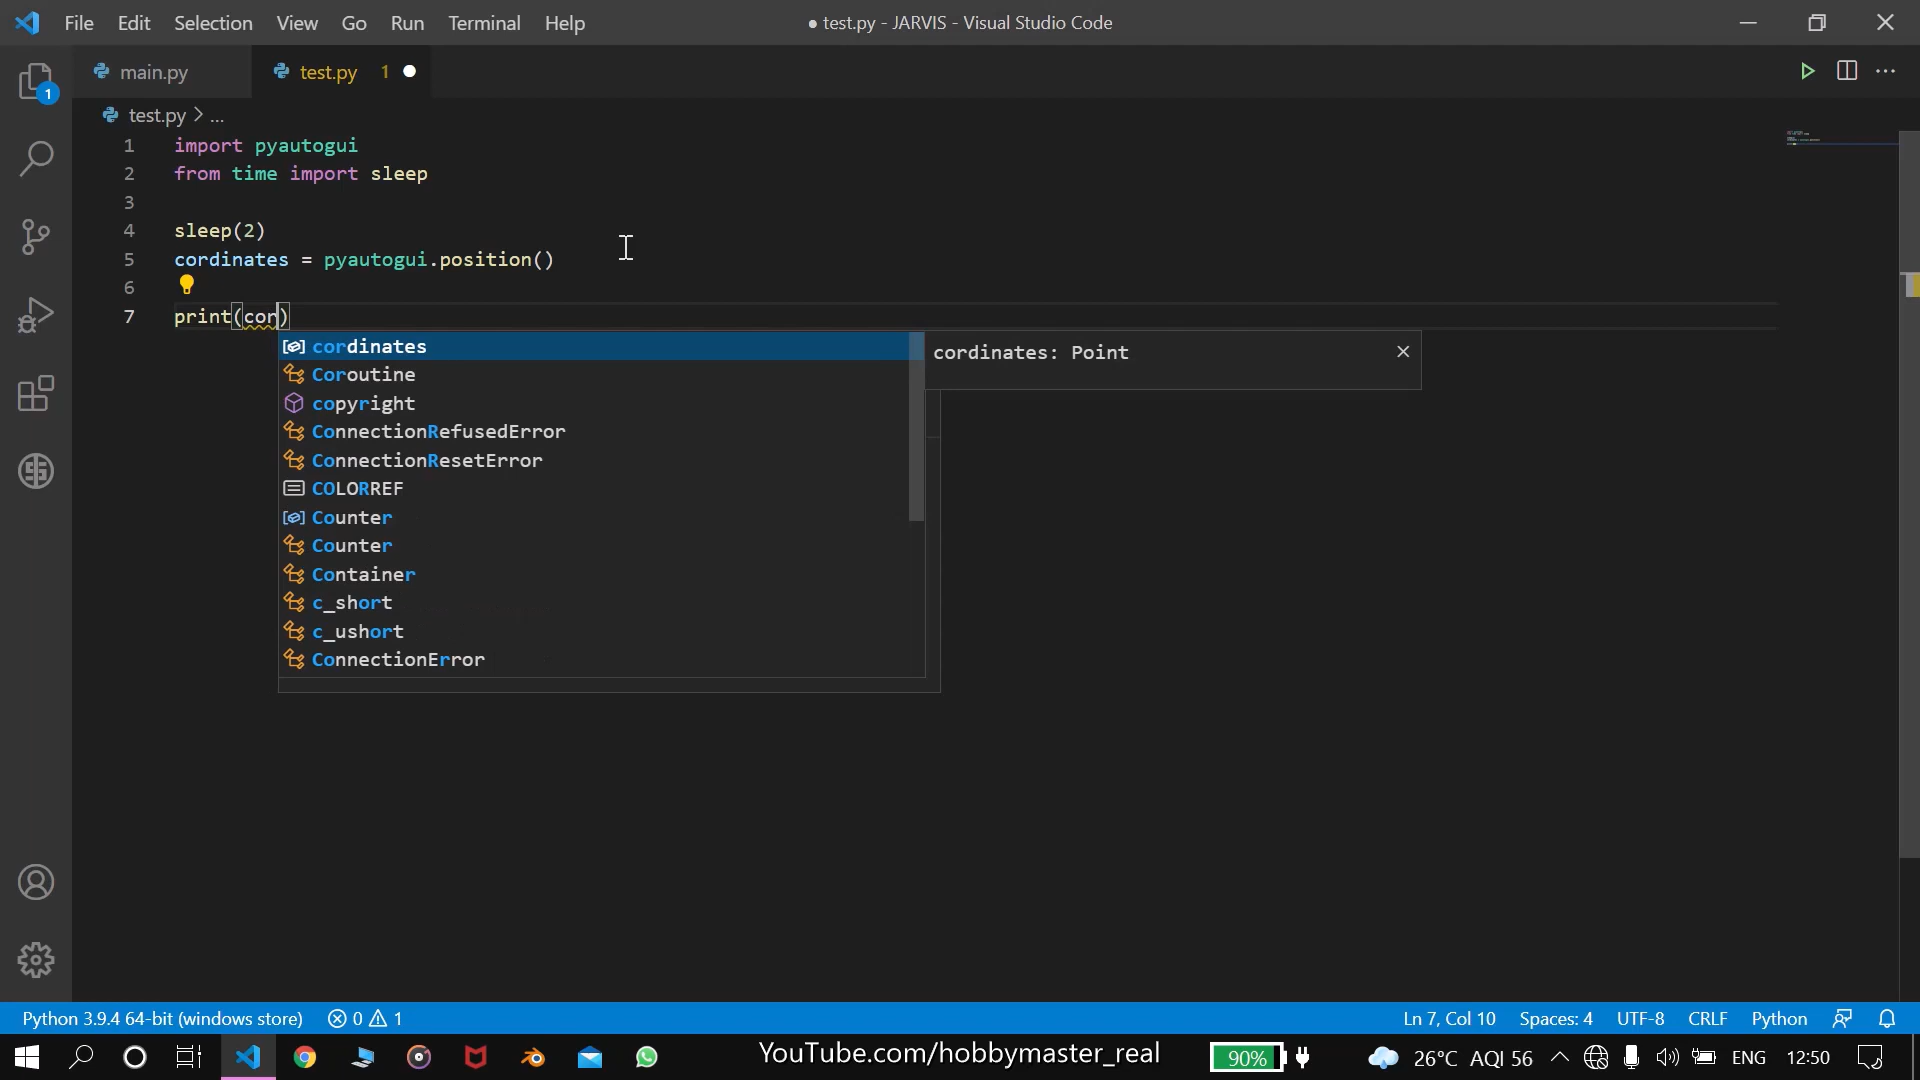 File Edit Selection View Go Run Terminal Help
● test.py - JARVIS - Visual Studio Code
1
main.py
test.py 1
test.py > ...
1 import pyautogui
2 from time import sleep
3
4 sleep(2)
5 cordinates = pyautogui.position()
6
7 print(cor)
cordinates
Coroutine
copyright
ConnectionRefusedError
ConnectionResetError
COLORREF
Counter
Counter
Container
c_short
c_ushort
ConnectionError
cordinates: Point
Python 3.9.4 64-bit (windows store) 0 1
Ln 7, Col 10 Spaces: 4 UTF-8 CRLF Python
YouTube.com/hobbymaster_real
90%
26°C AQI 56
ENG
12:50